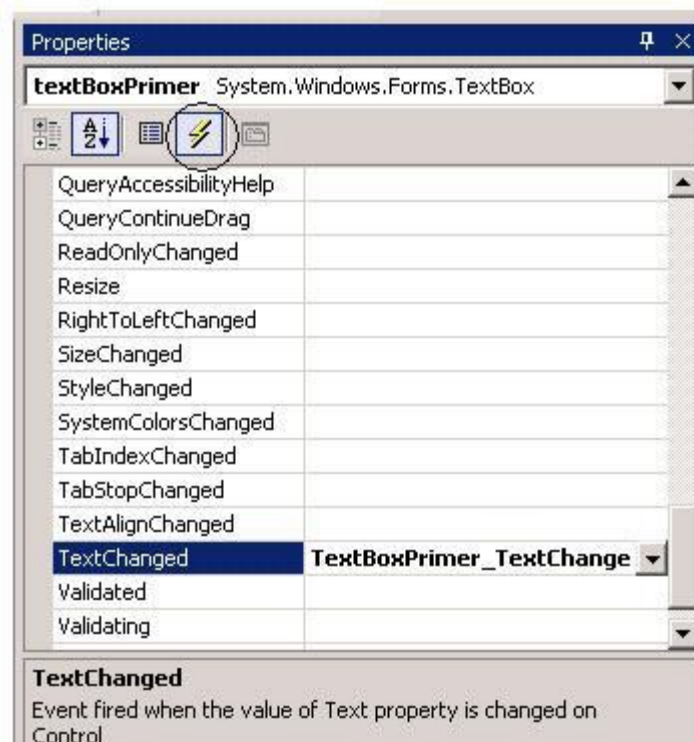 Properties
textBoxPrimer System.Windows.Forms.TextBox
QueryAccessibilityHelp
QueryContinueDrag
ReadOnlyChanged
Resize
RightToLeftChanged
SizeChanged
StyleChanged
SystemColorsChanged
TabIndexChanged
TabStopChanged
TextAlignChanged
TextChanged TextBoxPrimer_TextChange
Validated
Validating
TextChanged
Event fired when the value of Text property is changed on
Control